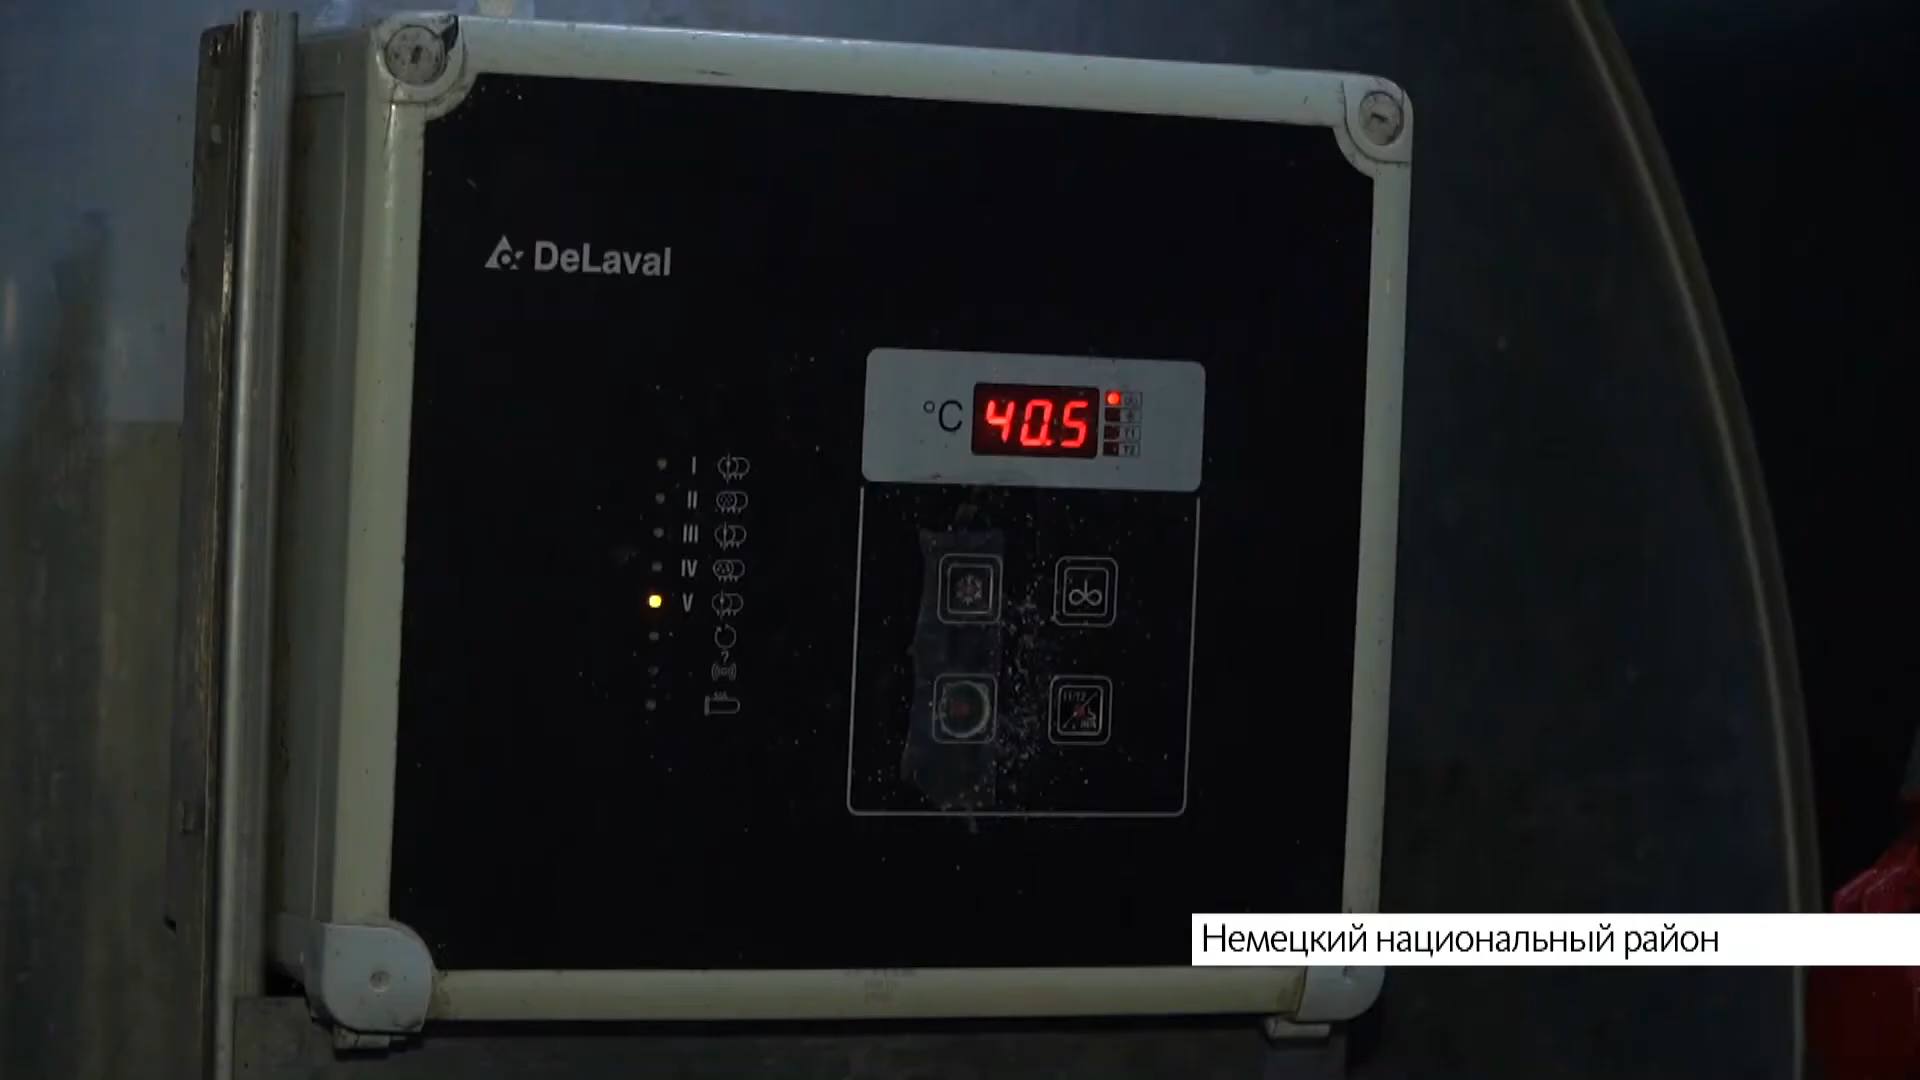 DeLaval
°C 40.5
I
II
III
IV
V
?
Немецкий национальный район